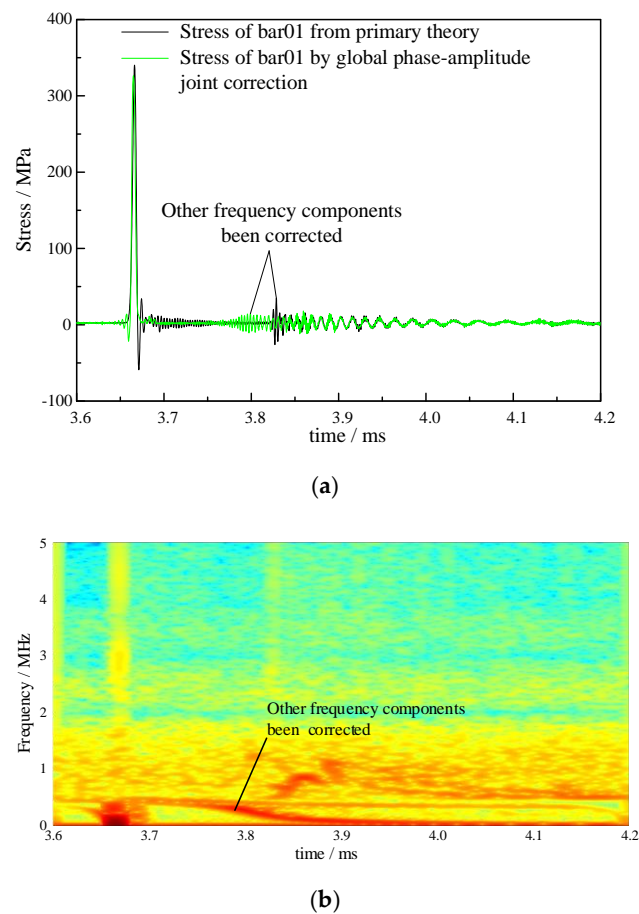 400
Stress of bar01 from primary theory
Stress of bar01 by global phase-amplitude
joint correction
300
200
Stress / MPa
Other frequency components
been corrected
100
0
-100
3.6 3.7 3.8 3.9 4.0 4.1 4.2
time / ms
(a)
5
4
3
Frequency / MHz
Other frequency components
been corrected
2
1
0
3.6 3.7 3.8 3.9 4.0 4.1 4.2
time / ms
(b)